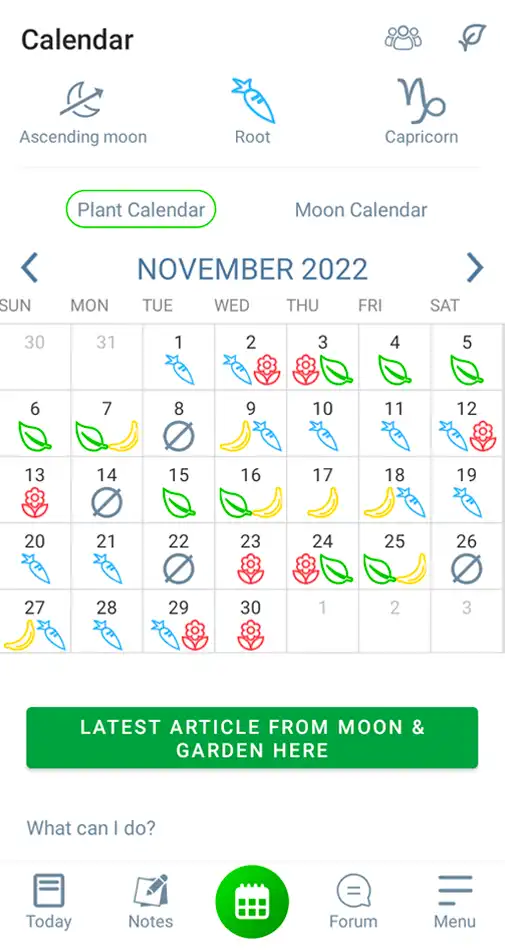 Calendar
Ascending moon Root Capricorn
Plant Calendar Moon Calendar
NOVEMBER 2022
SUN MON TUE WED THU FRI SAT
30 31 1 2 3 4 5
6 7 8 9 10 11 12
13 14 15 16 17 18 19
20 21 22 23 24 25 26
27 28 29 30 1 2 3
LATEST ARTICLE FROM MOON &
GARDEN HERE
What can I do?
Today Notes Forum Menu